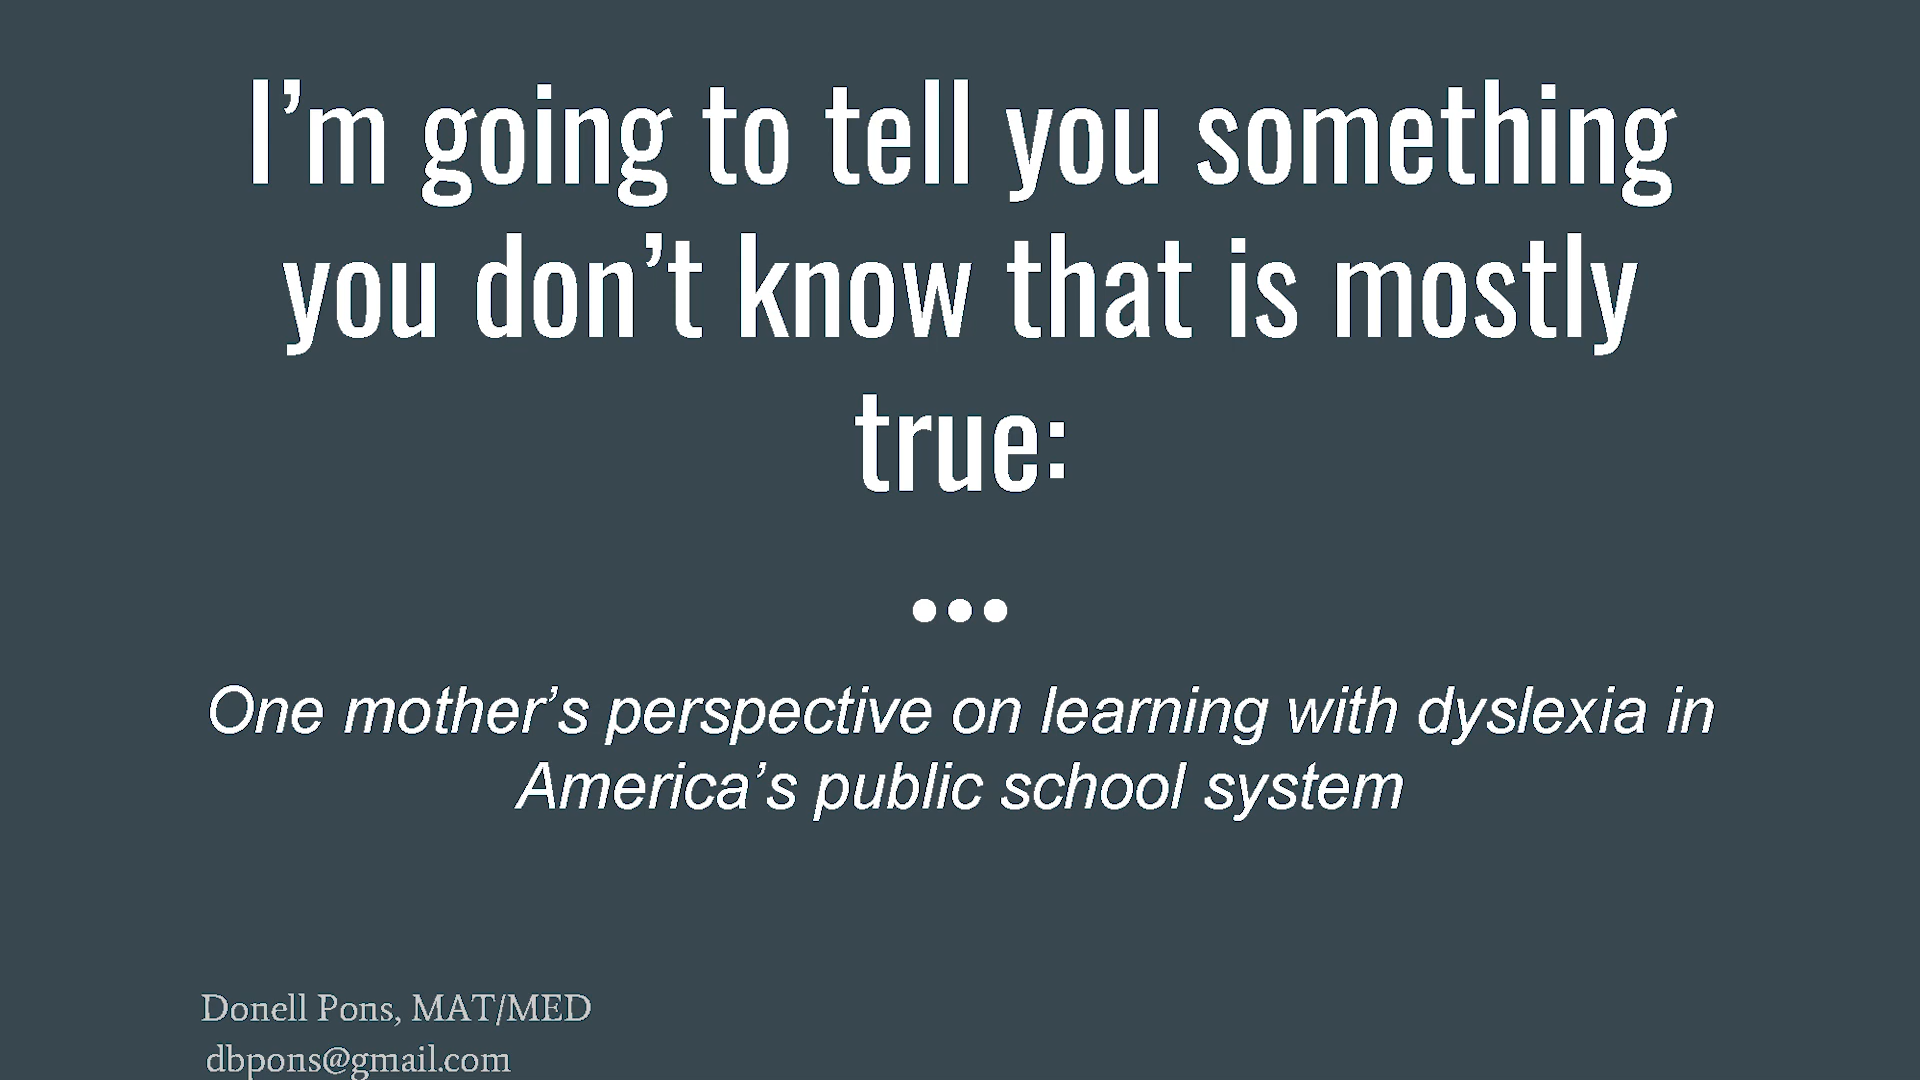 I’m going to tell you something
you don’t know that is mostly
true:
One mother’s perspective on learning with dyslexia in
America’s public school system
Donell Pons, MAT/MED
dbpons@gmail.com